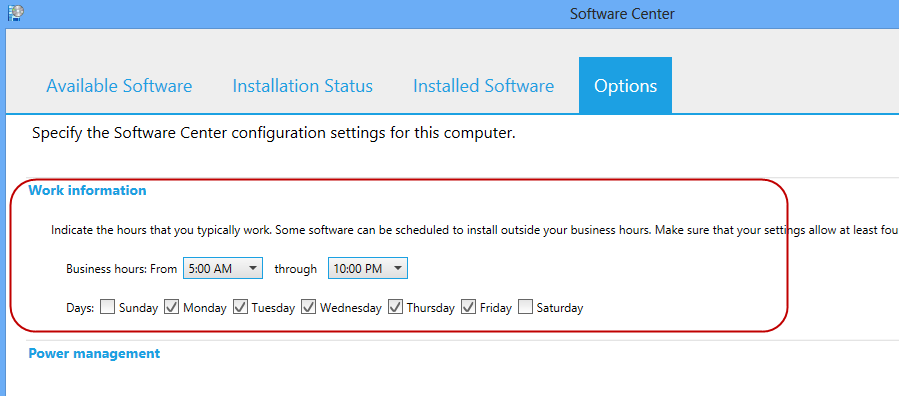 Software Center
Available Software Installation Status Installed Software Options
Specify the Software Center configuration settings for this computer.
Work information
Indicate the hours that you typically work. Some software can be scheduled to install outside your business hours. Make sure that your settings allow at least fou
Business hours: From 5:00 AM through 10:00 PM
Days: Sunday Monday Tuesday Wednesday Thursday Friday Saturday
Power management